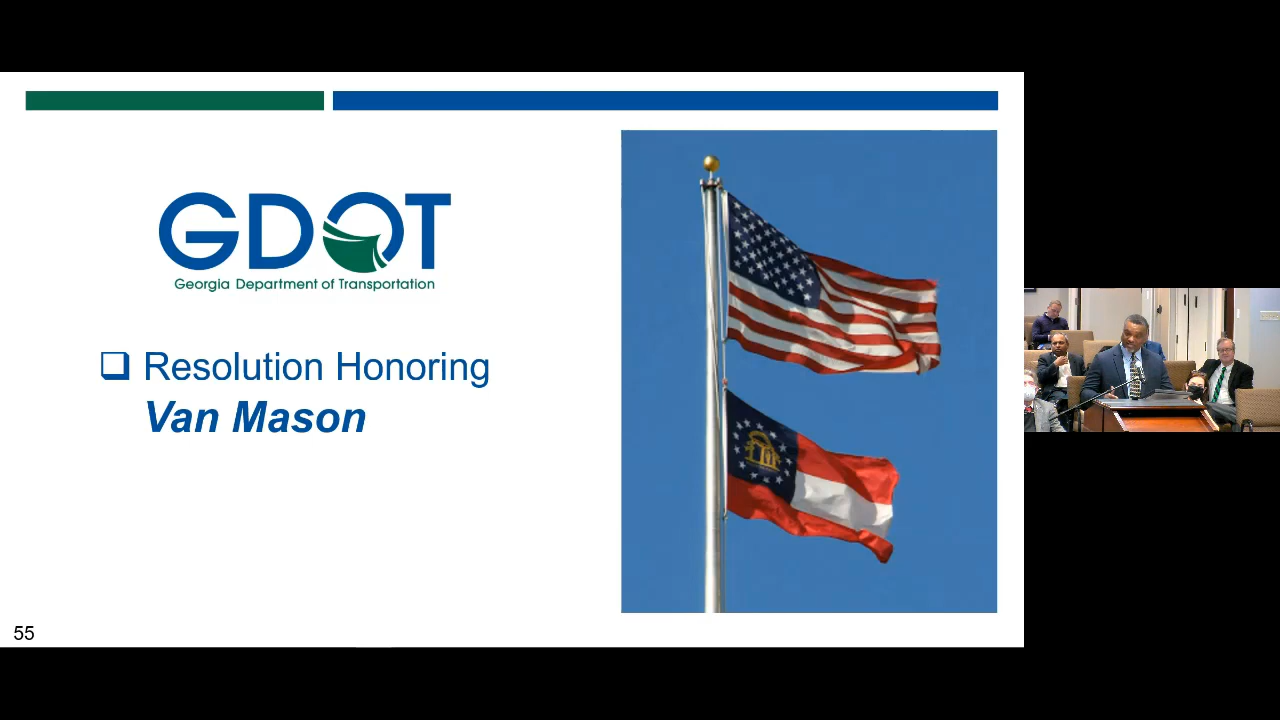 GDOT
Georgia Department of Transportation
Resolution Honoring
Van Mason
55